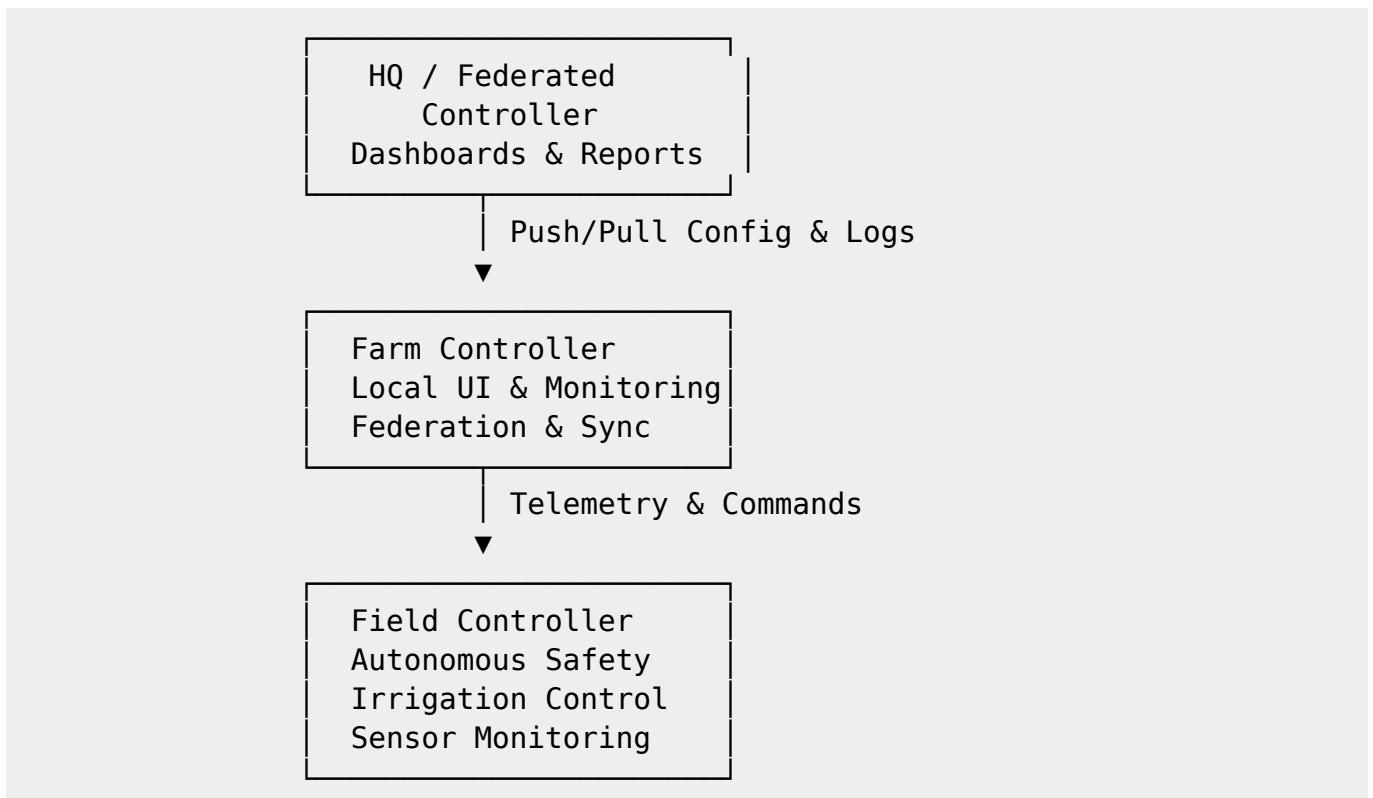 HQ / Federated
Controller
Dashboards & Reports
Push/Pull Config & Logs
Farm Controller
Local UI & Monitoring
Federation & Sync
Telemetry & Commands
Field Controller
Autonomous Safety
Irrigation Control
Sensor Monitoring